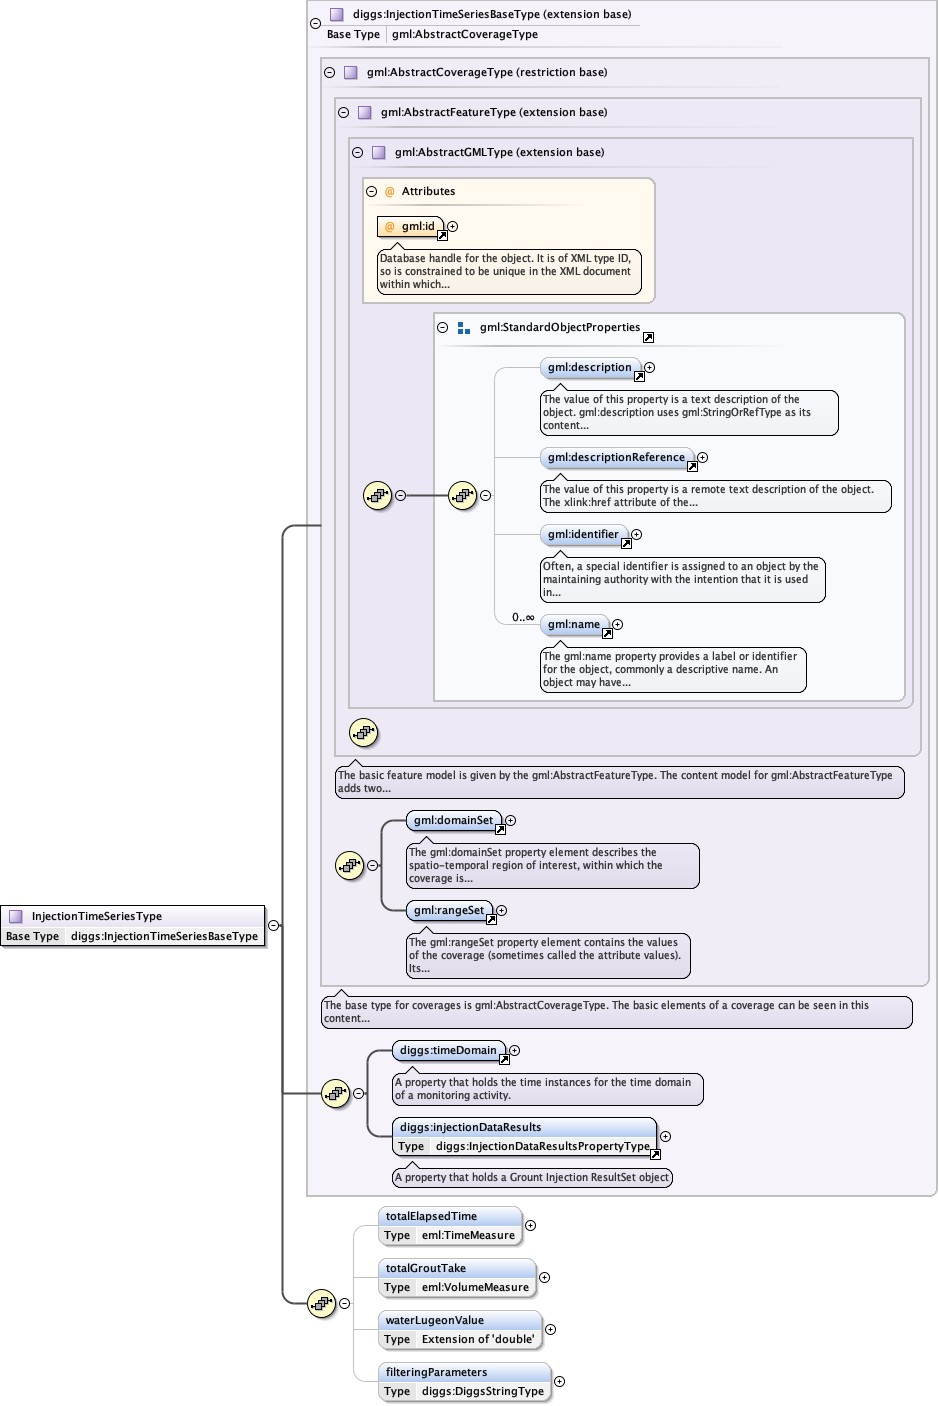 diggs:InjectionTimeSeriesBaseType (extension base)
Base Type gml:AbstractCoverageType
gml:AbstractCoverageType (restriction base)
gml:AbstractFeatureType (extension base)
gml:AbstractGMLType (extension base)
@ Attributes
@ gml:id
Database handle for the object. It is of XML type ID,
so is constrained to be unique in the XML document
within which...
gml:StandardObjectProperties
gml:description
The value of this property is a text description of the
object. gml:description uses gml:StringOrRefType as its
content...
gml:descriptionReference
The value of this property is a remote text description of the object.
The xlink:href attribute of the...
gml:identifier
Often, a special identifier is assigned to an object by the
maintaining authority with the intention that it is used
in...
0..∞ gml:name
The gml:name property provides a label or identifier
for the object, commonly a descriptive name. An
object may have...
The basic feature model is given by the gml:AbstractFeatureType. The content model for gml:AbstractFeatureType
adds two...
gml:domainSet
The gml:domainSet property element describes the
spatio-temporal region of interest, within which the
coverage is...
gml:rangeSet
The gml:rangeSet property element contains the values
of the coverage (sometimes called the attribute values).
Its...
InjectionTimeSeriesType
Base Type diggs:InjectionTimeSeriesBaseType
The base type for coverages is gml:AbstractCoverageType. The basic elements of a coverage can be seen in this
content...
diggs:timeDomain
A property that holds the time instances for the time domain
of a monitoring activity.
diggs:injectionDataResults
Type diggs:InjectionDataResultsPropertyType
A property that holds a Grount Injection ResultSet object
totalElapsedTime
Type eml:TimeMeasure
totalGroutTake
Type eml:VolumeMeasure
waterLugeonValue
Type Extension of 'double'
filteringParameters
Type diggs:DiggsStringType